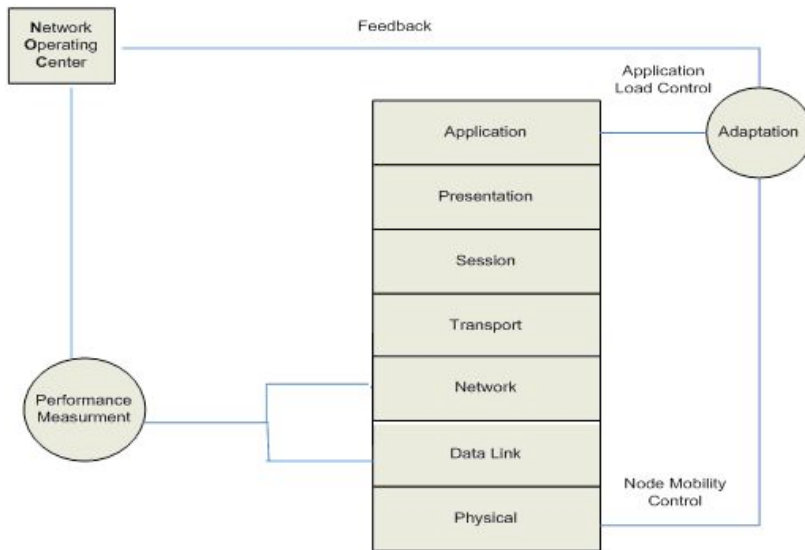 Network
Operating
Center
Feedback
Application
Load Control
Adaptation
Application
Presentation
Session
Transport
Network
Data Link
Physical
Performance
Measurment
Node Mobility
Control